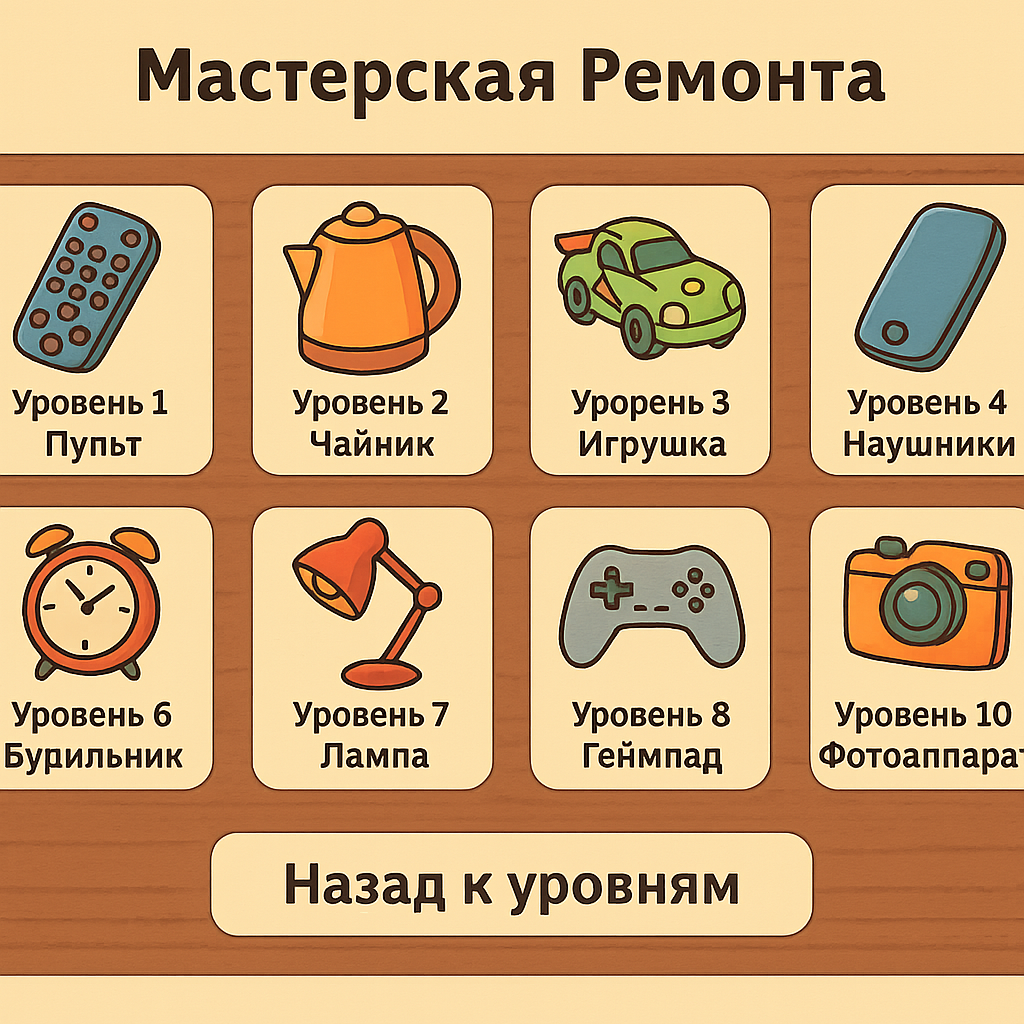 Мастерская Ремонта
Уровень 1
Пульт
Уровень 2
Чайник
Урорень 3
Игрушка
Уровень 4
Наушники
Уровень 6
Будильник
Уровень 7
Лампа
Уровень 8
Геймпад
Уровень 10
Фотоаппарат
Назад к уровням